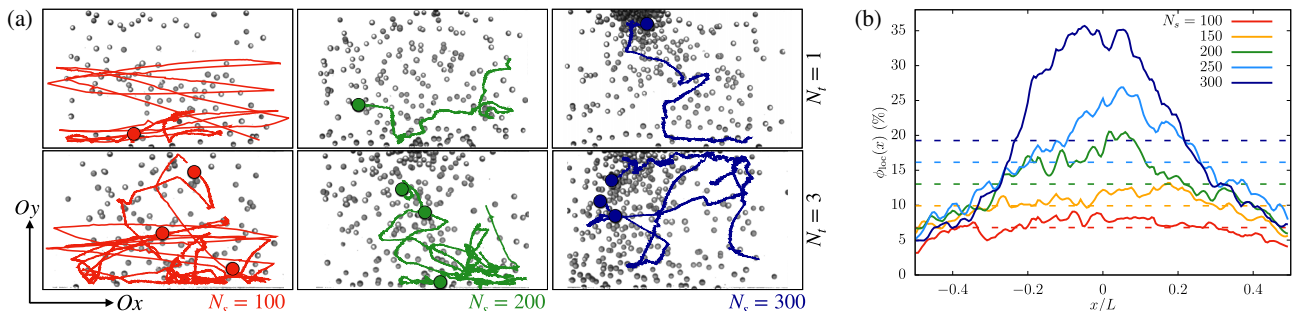 (a)
N_t = 1
N_t = 3
Oy
Ox
N_s = 100
N_s = 200
N_s = 300
(b)
ϕ_loc(x) (%)
35
30
25
20
15
10
5
0
N_s = 100
150
200
250
300
−0.4 −0.2 0 0.2 0.4
x/L